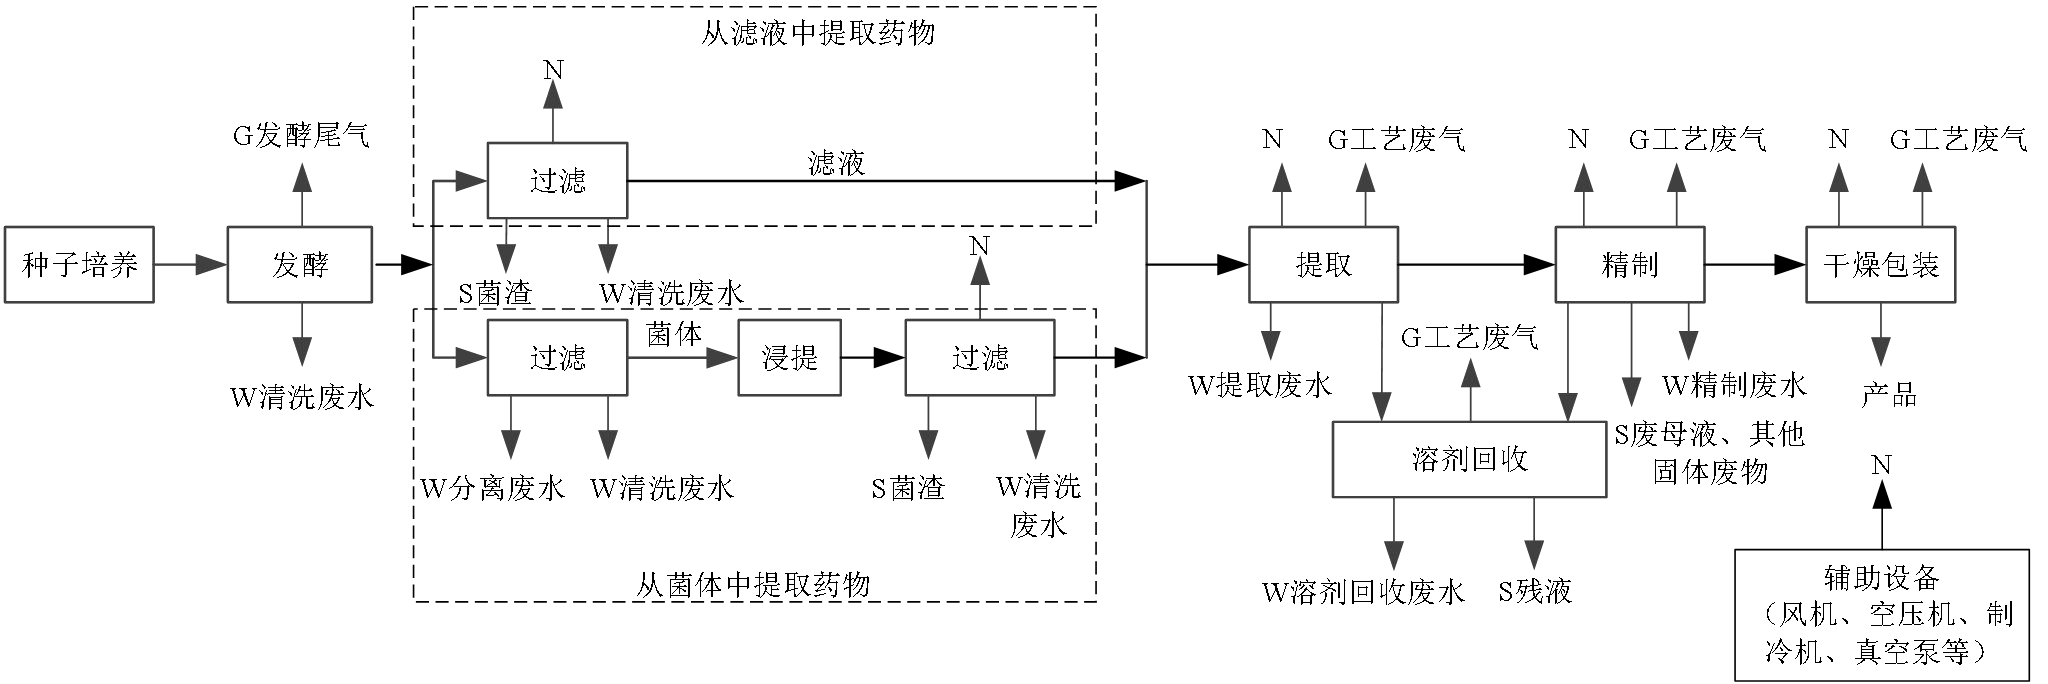 从滤液中提取药物
N
G发酵尾气
N
G工艺废气
N
G工艺废气
N
G工艺废气
过滤
滤液
种子培养
发酵
N
提取
精制
干燥包装
S菌渣
W清洗废水
过滤
菌体
浸提
过滤
G工艺废气
W清洗废水
W提取废水
W精制废水
产品
溶剂回收
S废母液、其他
固体废物
N
W分离废水
W清洗废水
S菌渣
W清洗
废水
从菌体中提取药物
W溶剂回收废水
S残液
辅助设备
（风机、空压机、制
冷机、真空泵等）